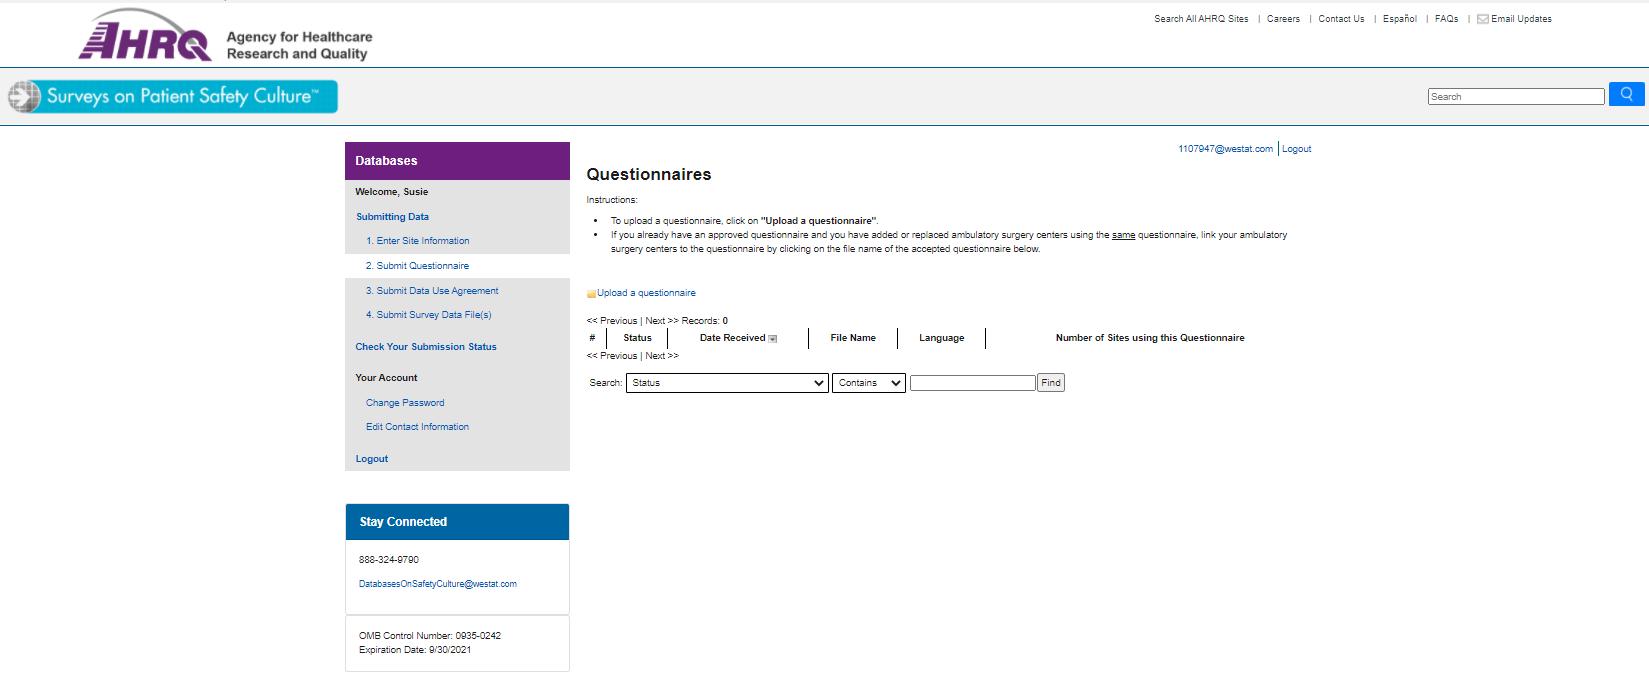 Search All AHRQ Sites | Careers | Contact Us | Español | FAQs | Email Updates
AHRQ
Agency for Healthcare
Research and Quality
Surveys on Patient Safety Culture™
Search
Databases
Welcome, Susie
Submitting Data
1. Enter Site Information
2. Submit Questionnaire
3. Submit Data Use Agreement
4. Submit Survey Data File(s)
Check Your Submission Status
Your Account
Change Password
Edit Contact Information
Logout
Stay Connected
888-324-9790
DatabasesOnSafetyCulture@westat.com
OMB Control Number: 0935-0242
Expiration Date: 9/30/2021
1107947@westat.com | Logout
Questionnaires
Instructions:
• To upload a questionnaire, click on "Upload a questionnaire".
• If you already have an approved questionnaire and you have added or replaced ambulatory surgery centers using the same questionnaire, link your ambulatory
surgery centers to the questionnaire by clicking on the file name of the accepted questionnaire below.
Upload a questionnaire
<< Previous | Next >> Records: 0
# Status Date Received File Name Language Number of Sites using this Questionnaire
<< Previous | Next >>
Search: Status Contains Find